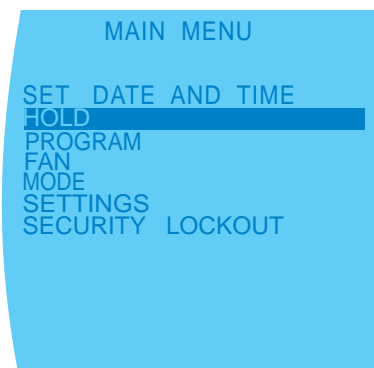 MAIN MENU
SET DATE AND TIME
HOLD
PROGRAM
FAN
MODE
SETTINGS
SECURITY LOCKOUT